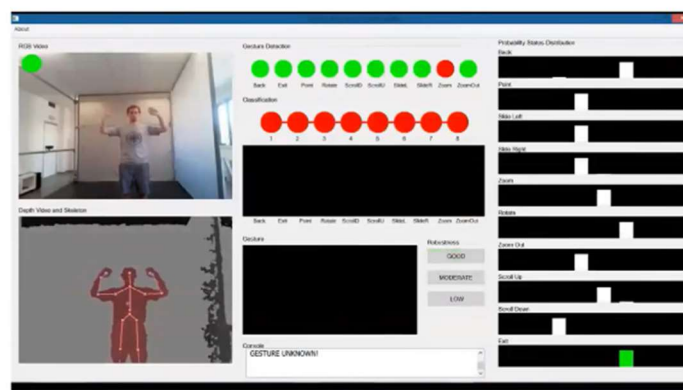 About
RGB Video
Gesture Detection
Back Exit Point Rotate ScrollD ScrollU SlideL SlideR Zoom ZoomOut
Classification
1 2 3 4 5 6 7 8
Back Exit Point Rotate ScrollD ScrollU SlideL SlideR Zoom ZoomOut
Depth Video and Skeleton
Gesture
Robustness
GOOD
MODERATE
LOW
Console
GESTURE UNKNOWN!
Probability Status Distribution
Back
Point
Slide Left
Slide Right
Zoom
Rotate
Zoom Out
Scroll Up
Scroll Down
Exit